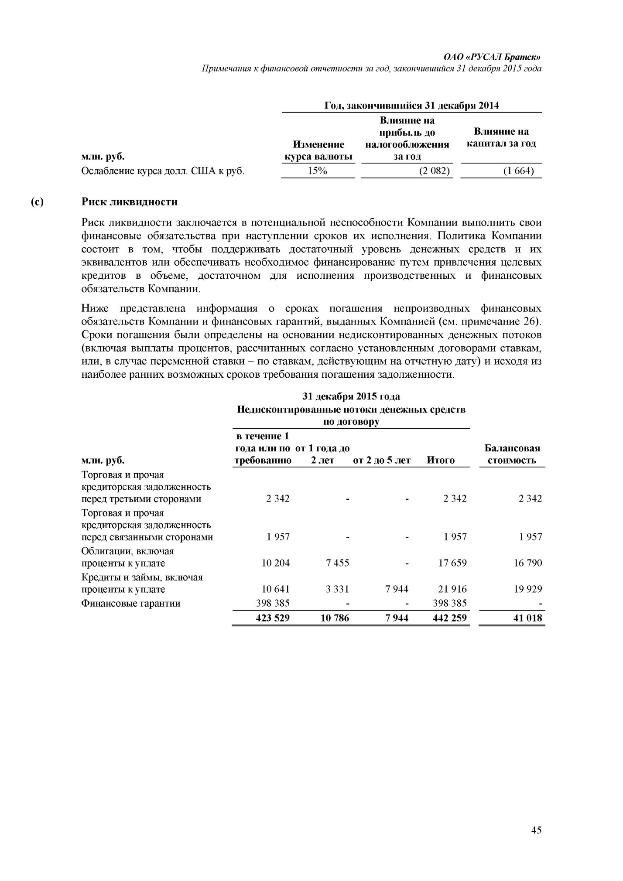 ОАО «РУСАЛ Братск»
Примечания к финансовой отчетности за год, закончившийся 31 декабря 2015 года
Год, закончившийся 31 декабря 2014
млн. руб. Изменение курса валюты Влияние на прибыль до налогообложения за год Влияние на капитал за год
Ослабление курса долл. США к руб. 15% (2 082) (1 664)
(c) Риск ликвидности
Риск ликвидности заключается в потенциальной неспособности Компании выполнить свои
финансовые обязательства при наступлении сроков их исполнения. Политика Компании
состоит в том, чтобы поддерживать достаточный уровень денежных средств и их
эквивалентов или обеспечивать необходимое финансирование путем привлечения целевых
кредитов в объеме, достаточном для исполнения производственных и финансовых
обязательств Компании.
Ниже представлена информация о сроках погашения непроизводных финансовых
обязательств Компании и финансовых гарантий, выданных Компанией (см. примечание 26).
Сроки погашения были определены на основании недисконтированных денежных потоков
(включая выплаты процентов, рассчитанных согласно установленным договорами ставкам,
или, в случае переменной ставки – по ставкам, действующим на отчетную дату) и исходя из
наиболее ранних возможных сроков требования погашения задолженности.
31 декабря 2015 года
Недисконтированные потоки денежных средств
по договору
млн. руб. в течение 1 года или по требованию от 1 года до 2 лет от 2 до 5 лет Итого Балансовая стоимость
Торговая и прочая
кредиторская задолженность
перед третьими сторонами 2 342 - - 2 342 2 342
Торговая и прочая
кредиторская задолженность
перед связанными сторонами 1 957 - - 1 957 1 957
Облигации, включая
проценты к уплате 10 204 7 455 - 17 659 16 790
Кредиты и займы, включая
проценты к уплате 10 641 3 331 7 944 21 916 19 929
Финансовые гарантии 398 385 - - 398 385 -
423 529 10 786 7 944 442 259 41 018
45